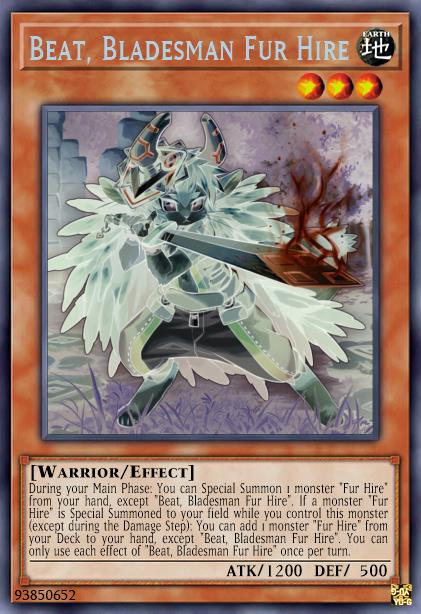 BEAT, BLADESMAN FUR HIRE
EARTH
地
[WARRIOR/EFFECT]
During your Main Phase: You can Special Summon 1 monster "Fur Hire"
from your hand, except "Beat, Bladesman Fur Hire". If a monster "Fur
Hire" is Special Summoned to your field while you control this monster
(except during the Damage Step): You can add 1 monster "Fur Hire" from
your Deck to your hand, except "Beat, Bladesman Fur Hire". You can
only use each effect of "Beat, Bladesman Fur Hire" once per turn.
ATK/1200 DEF/ 500
93850652